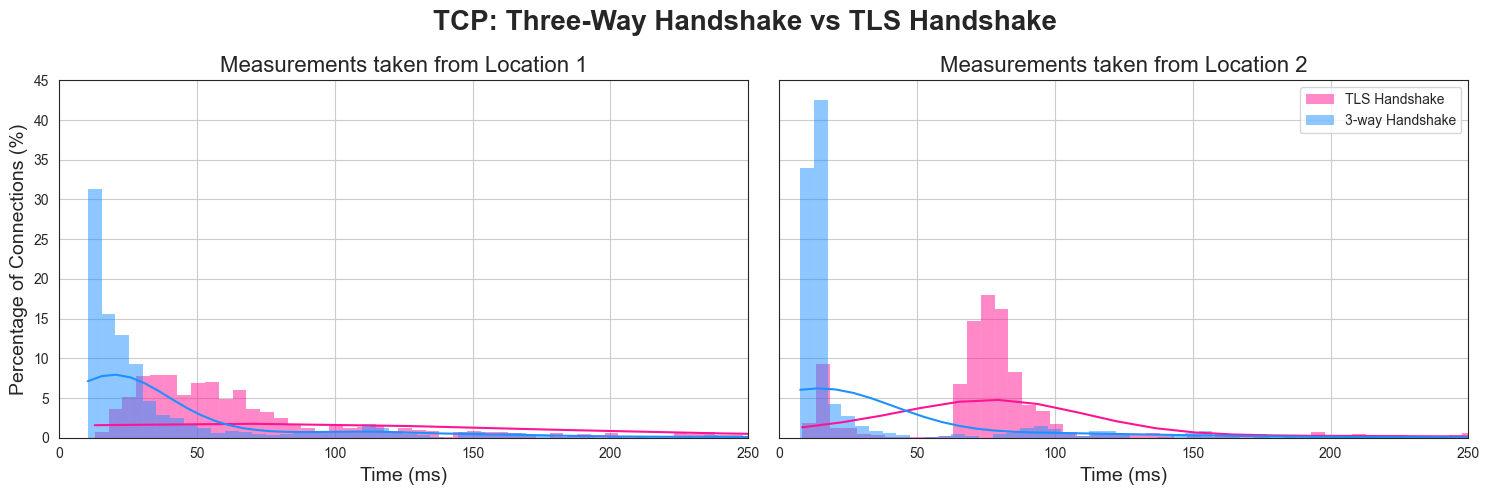 TCP: Three-Way Handshake vs TLS Handshake
Measurements taken from Location 1
Percentage of Connections (%)
45
40
35
30
25
20
15
10
5
0
0 50 100 150 200 250
Time (ms)
Measurements taken from Location 2
TLS Handshake
3-way Handshake
0 50 100 150 200 250
Time (ms)